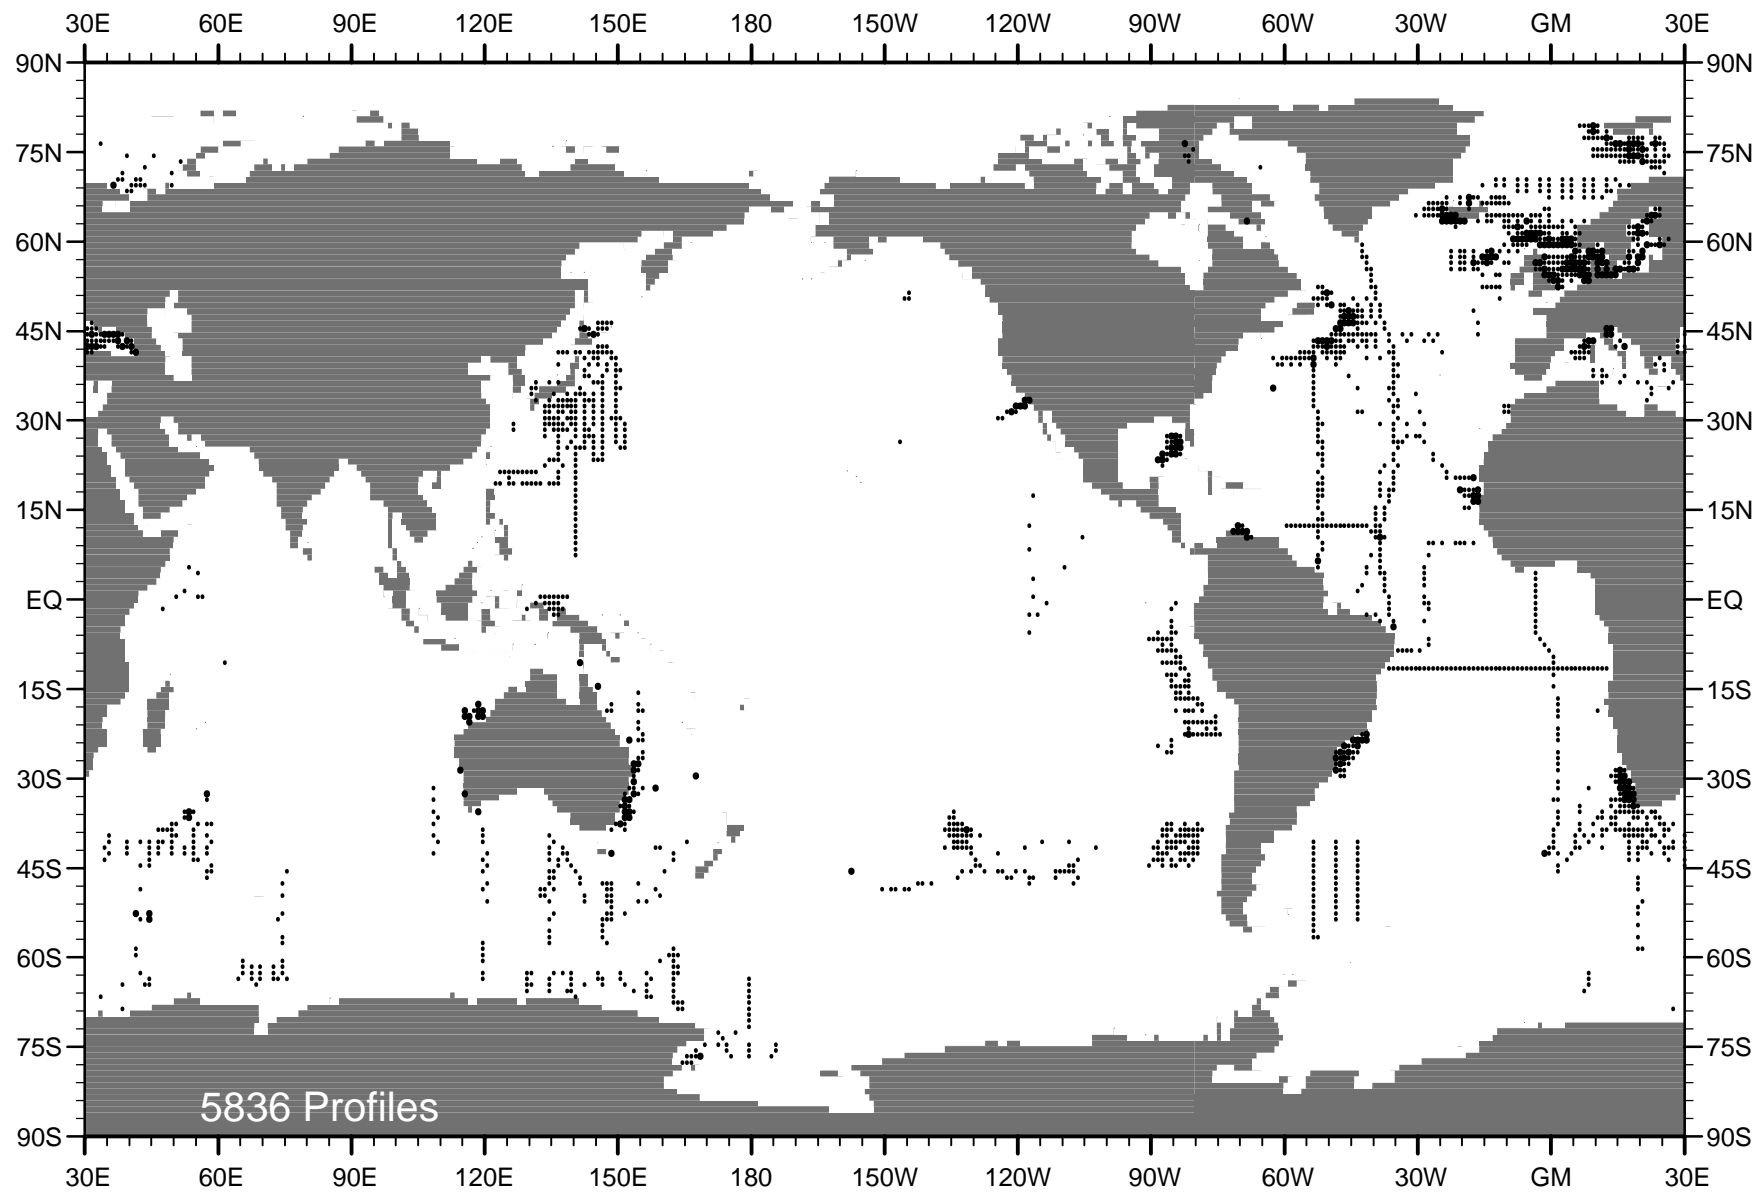 30E 60E 90E 120E 150E 180 150W 120W 90W 60W 30W GM 30E
90N 90N
75N 75N
60N 60N
45N 45N
30N 30N
15N 15N
EQ EQ
15S 15S
30S 30S
45S 45S
60S 60S
75S 75S
5836 Profiles
90S 90S
30E 60E 90E 120E 150E 180 150W 120W 90W 60W 30W GM 30E